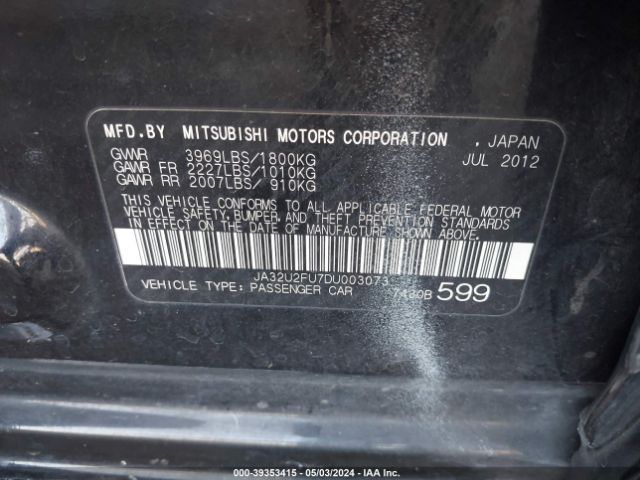 MFD.BY MITSUBISHI MOTORS CORPORATION , JAPAN
GVWR 3969LBS/1800KG JUL 2012
GAWR FR 2227LBS/1010KG
GAWR RR 2007LBS/ 910KG
THIS VEHICLE CONFORMS TO ALL APPLICABLE FEDERAL MOTOR
VEHICLE SAFETY, BUMPER, AND THEFT PREVENTION STANDARDS
IN EFFECT ON THE DATE OF MANUFACTURE SHOWN ABOVE.
JA32U2FU7DU003073
VEHICLE TYPE: PASSENGER CAR 599
000-39353415 - 05/03/2024 - IAA Inc.